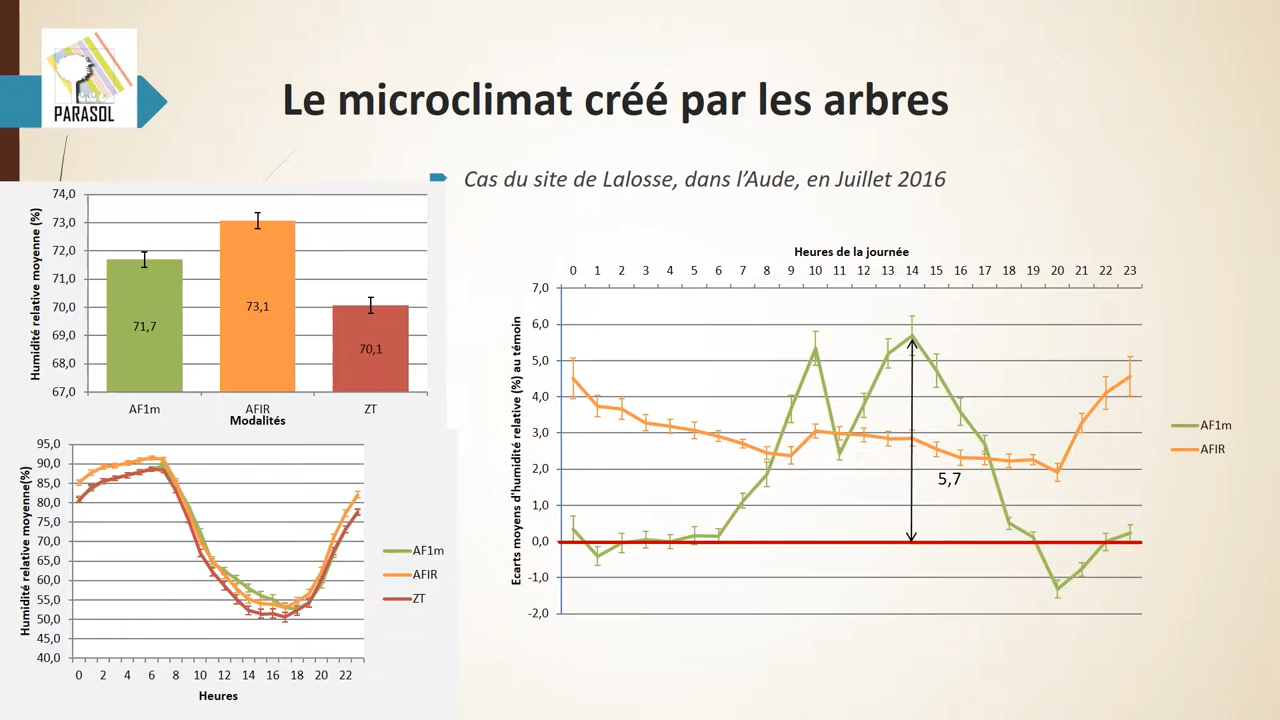 PARASOL
Le microclimat créé par les arbres
Cas du site de Lalosse, dans l’Aude, en Juillet 2016
Humidité relative moyenne (%)
74,0
73,0
72,0
71,0
70,0
69,0
68,0
67,0
71,7
73,1
70,1
AF1m AFIR ZT
Modalités
Humidité relative moyenne(%)
95,0
90,0
85,0
80,0
75,0
70,0
65,0
60,0
55,0
50,0
45,0
40,0
0 2 4 6 8 10 12 14 16 18 20 22
Heures
AF1m
AFIR
ZT
Heures de la journée
0 1 2 3 4 5 6 7 8 9 10 11 12 13 14 15 16 17 18 19 20 21 22 23
Ecarts moyens d'humidité relative (%) au témoin
7,0
6,0
5,0
4,0
3,0
2,0
1,0
0,0
-1,0
-2,0
5,7
AF1m
AFIR